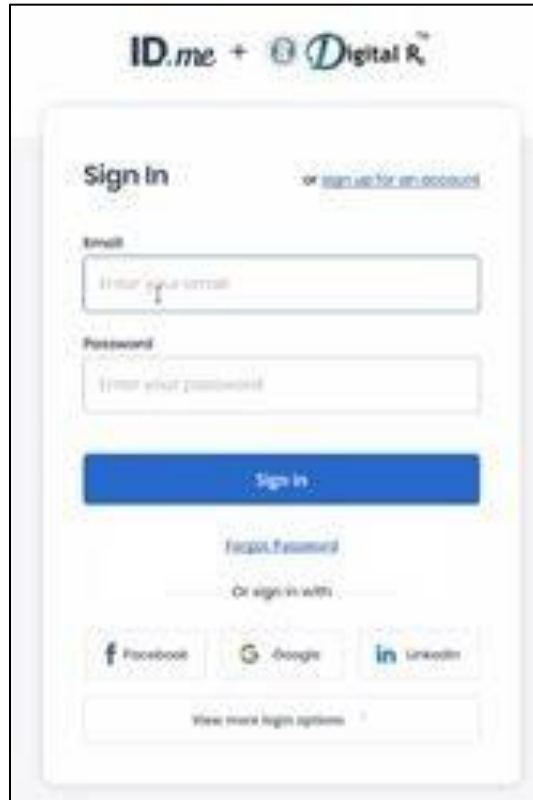 ID.me + Digital Rx™
Sign In
or sign up for an account
Email
Enter your email
Password
Enter your password
Sign in
Forgot Password
Or sign in with
Facebook
Google
LinkedIn
View more login options